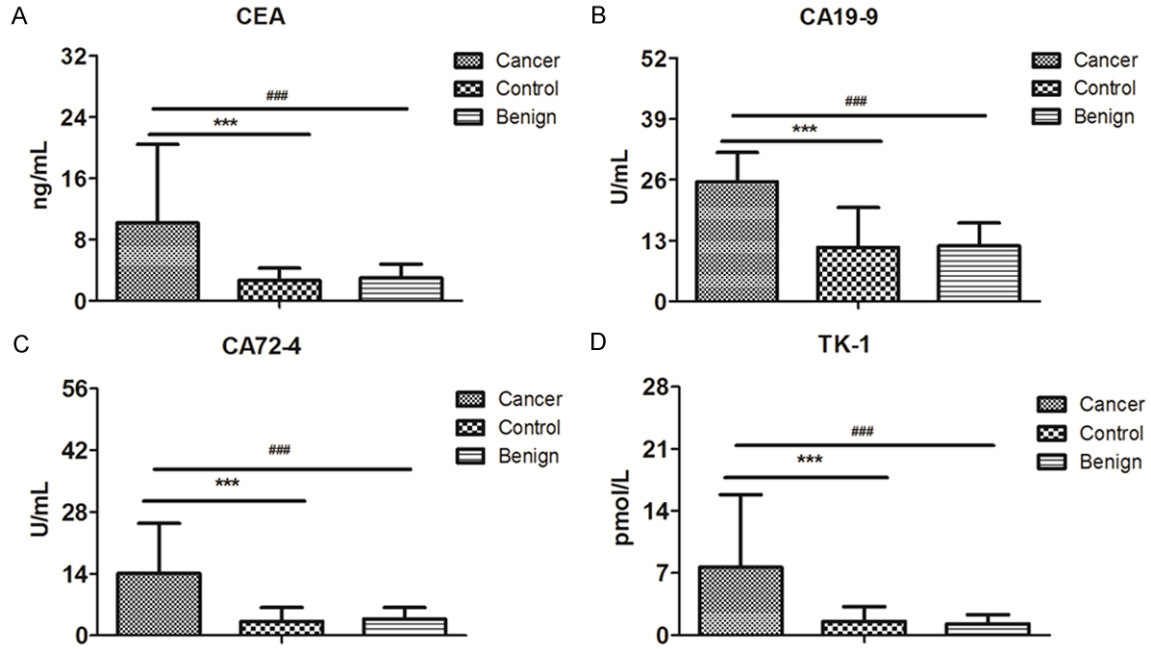 A
CEA
32
24
16
8
0
ng/mL
###
***
Cancer
Control
Benign
B
CA19-9
52
39
26
13
0
U/mL
###
***
Cancer
Control
Benign
C
CA72-4
56
42
28
14
0
U/mL
###
***
Cancer
Control
Benign
D
TK-1
28
21
14
7
0
pmol/L
###
***
Cancer
Control
Benign